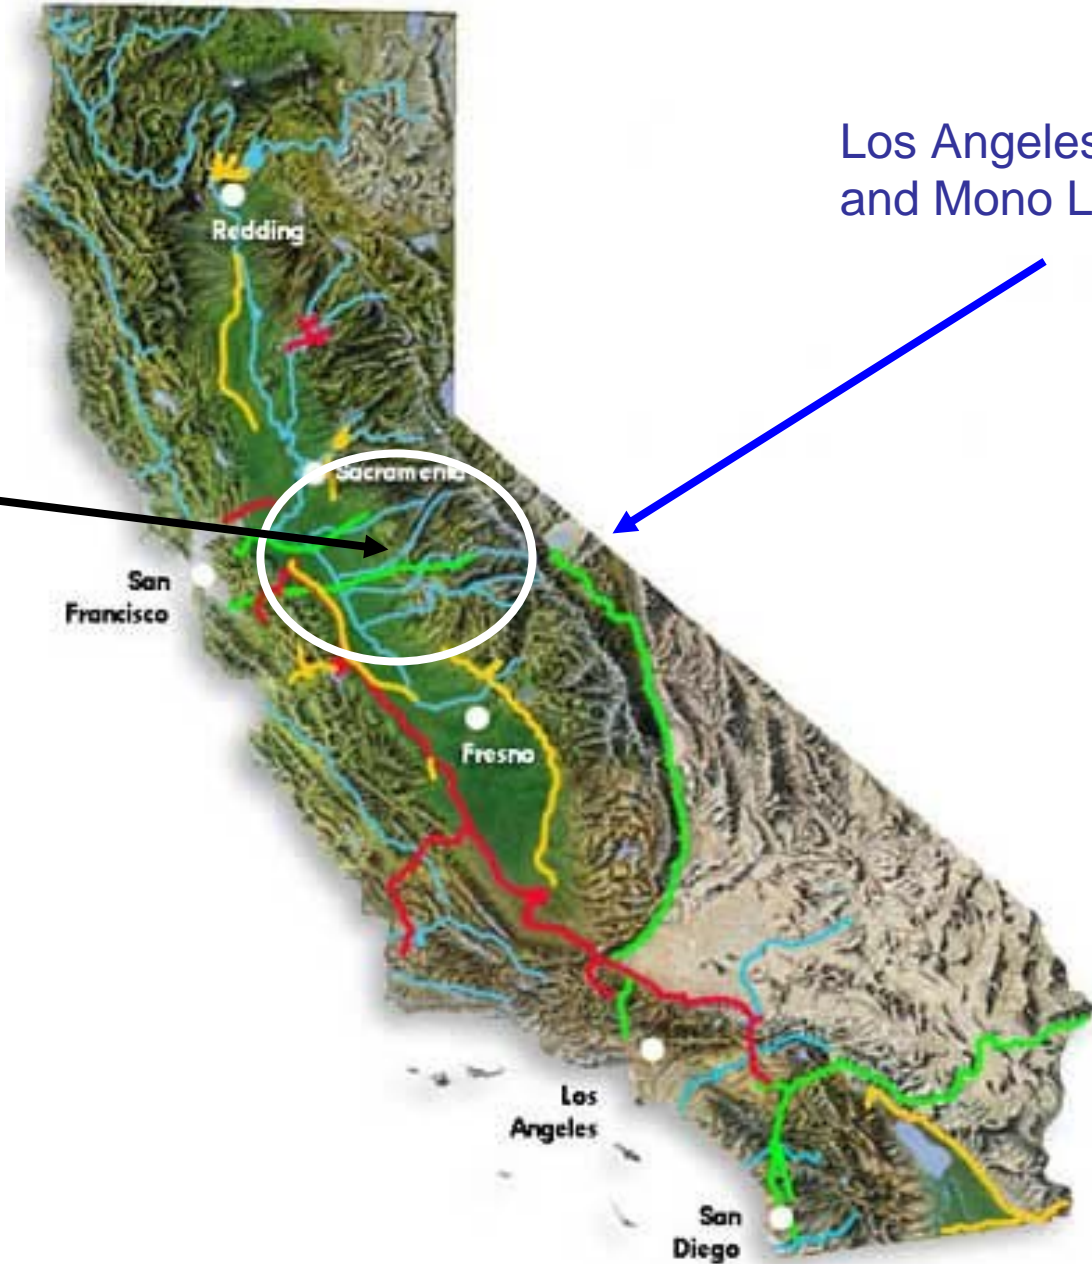 Los Angeles
and Mono L
Redding
Sacramento
San
Francisco
Fresno
Los
Angeles
San
Diego